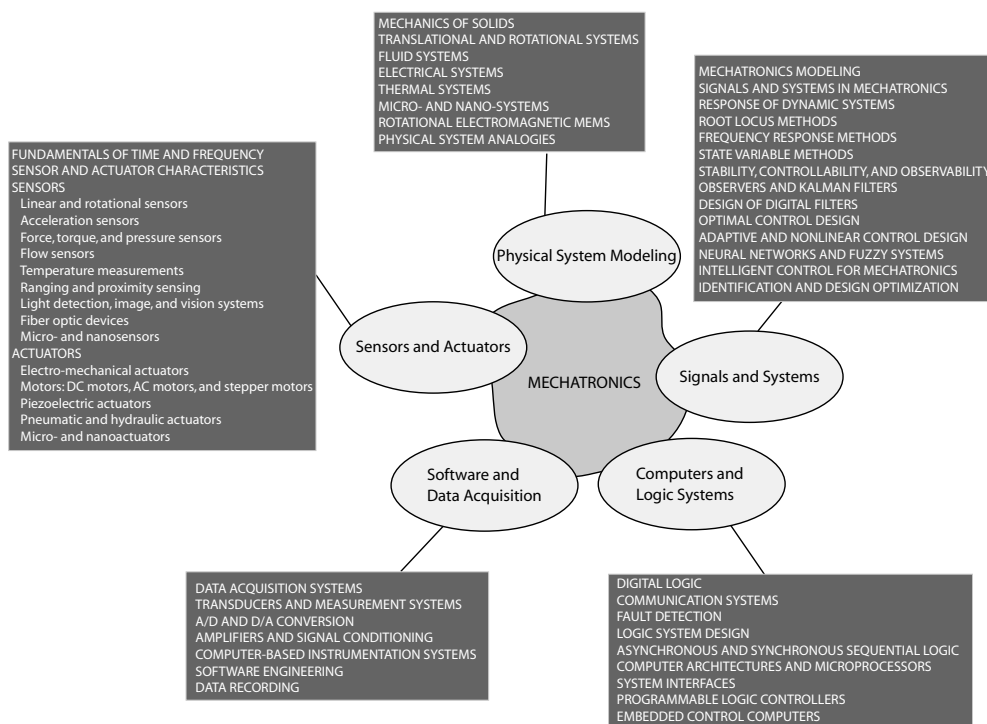 MECHANICS OF SOLIDS
TRANSLATIONAL AND ROTATIONAL SYSTEMS
FLUID SYSTEMS
ELECTRICAL SYSTEMS
THERMAL SYSTEMS
MICRO- AND NANO-SYSTEMS
ROTATIONAL ELECTROMAGNETIC MEMS
PHYSICAL SYSTEM ANALOGIES
MECHATRONICS MODELING
SIGNALS AND SYSTEMS IN MECHATRONICS
RESPONSE OF DYNAMIC SYSTEMS
ROOT LOCUS METHODS
FREQUENCY RESPONSE METHODS
STATE VARIABLE METHODS
STABILITY, CONTROLLABILITY, AND OBSERVABILITY
OBSERVERS AND KALMAN FILTERS
DESIGN OF DIGITAL FILTERS
OPTIMAL CONTROL DESIGN
ADAPTIVE AND NONLINEAR CONTROL DESIGN
NEURAL NETWORKS AND FUZZY SYSTEMS
INTELLIGENT CONTROL FOR MECHATRONICS
IDENTIFICATION AND DESIGN OPTIMIZATION
FUNDAMENTALS OF TIME AND FREQUENCY
SENSOR AND ACTUATOR CHARACTERISTICS
SENSORS
Linear and rotational sensors
Acceleration sensors
Force, torque, and pressure sensors
Flow sensors
Temperature measurements
Ranging and proximity sensing
Light detection, image, and vision systems
Fiber optic devices
Micro- and nanosensors
ACTUATORS
Electro-mechanical actuators
Motors: DC motors, AC motors, and stepper motors
Piezoelectric actuators
Pneumatic and hydraulic actuators
Micro- and nanoactuators
Physical System Modeling
Sensors and Actuators
MECHATRONICS
Signals and Systems
Software and
Data Acquisition
Computers and
Logic Systems
DATA ACQUISITION SYSTEMS
TRANSDUCERS AND MEASUREMENT SYSTEMS
A/D AND D/A CONVERSION
AMPLIFIERS AND SIGNAL CONDITIONING
COMPUTER-BASED INSTRUMENTATION SYSTEMS
SOFTWARE ENGINEERING
DATA RECORDING
DIGITAL LOGIC
COMMUNICATION SYSTEMS
FAULT DETECTION
LOGIC SYSTEM DESIGN
ASYNCHRONOUS AND SYNCHRONOUS SEQUENTIAL LOGIC
COMPUTER ARCHITECTURES AND MICROPROCESSORS
SYSTEM INTERFACES
PROGRAMMABLE LOGIC CONTROLLERS
EMBEDDED CONTROL COMPUTERS